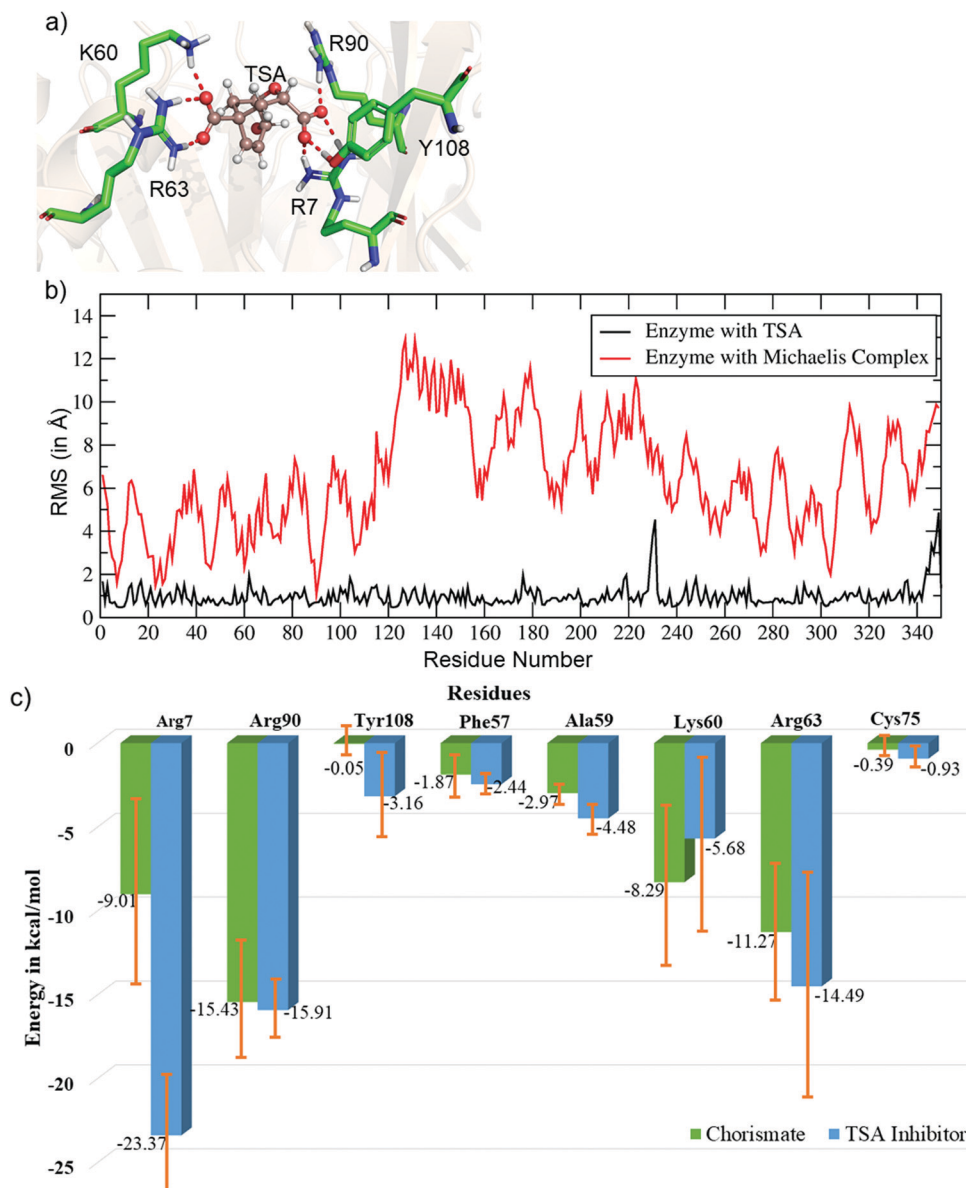 a)
K60
TSA
R90
Y108
R63
R7
b)
14
12
10
8
6
4
2
0
RMS (in Å)
Enzyme with TSA
Enzyme with Michaelis Complex
0 20 40 60 80 100 120 140 160 180 200 220 240 260 280 300 320 340
Residue Number
c)
Residues
Arg7 Arg90 Tyr108 Phe57 Ala59 Lys60 Arg63 Cys75
0
-5
-10
-15
-20
-25
Energy in kcal/mol
-9.01
-23.37
-15.43
-15.91
-0.05
-3.16
-1.87
-2.44
-2.97
-4.48
-8.29
-5.68
-11.27
-14.49
-0.39
-0.93
Chorismate TSA Inhibitor